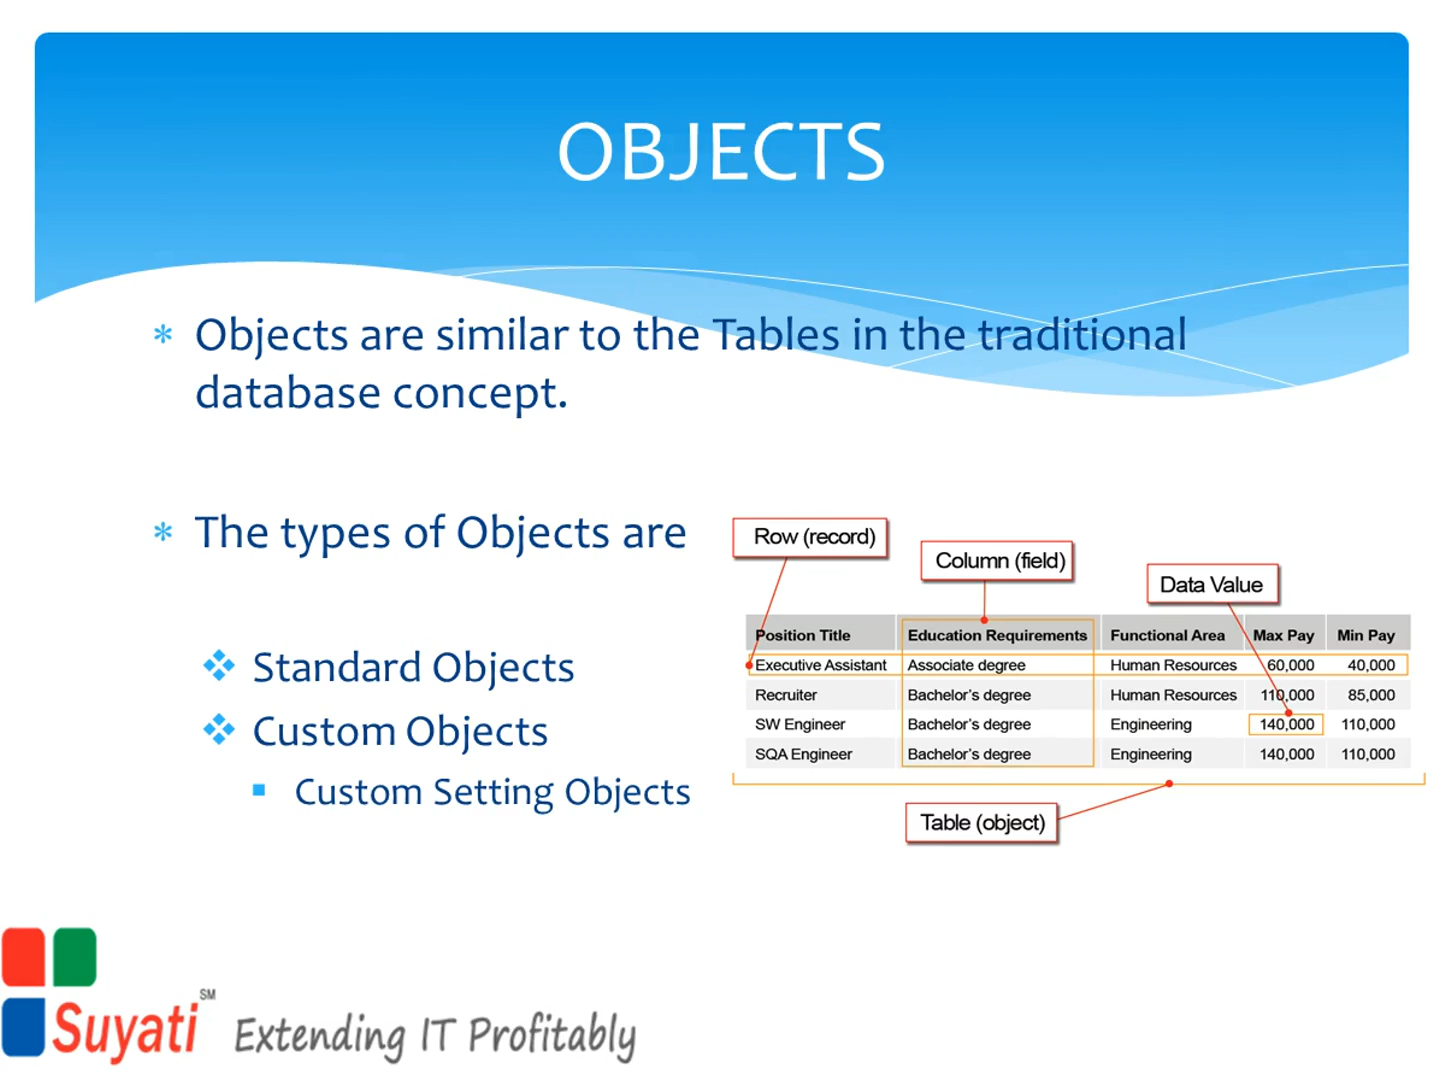 OBJECTS
* Objects are similar to the Tables in the traditional
database concept.
* The types of Objects are
❖ Standard Objects
❖ Custom Objects
▪ Custom Setting Objects
Row (record)
Column (field)
Data Value
Position Title Education Requirements Functional Area Max Pay Min Pay
Executive Assistant Associate degree Human Resources 60,000 40,000
Recruiter Bachelor’s degree Human Resources 110,000 85,000
SW Engineer Bachelor’s degree Engineering 140,000 110,000
SQA Engineer Bachelor’s degree Engineering 140,000 110,000
Table (object)
Suyati SM Extending IT Profitably